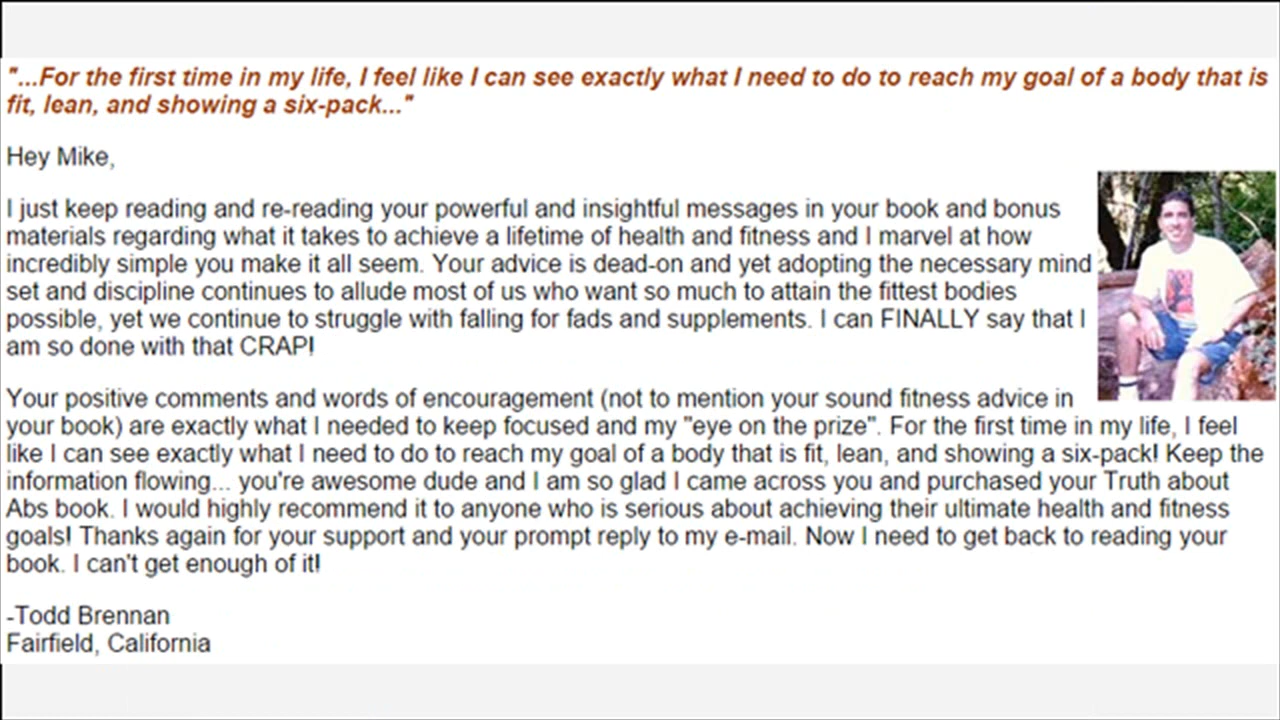 "...For the first time in my life, I feel like I can see exactly what I need to do to reach my goal of a body that is
fit, lean, and showing a six-pack..."
Hey Mike,
I just keep reading and re-reading your powerful and insightful messages in your book and bonus
materials regarding what it takes to achieve a lifetime of health and fitness and I marvel at how
incredibly simple you make it all seem. Your advice is dead-on and yet adopting the necessary mind
set and discipline continues to allude most of us who want so much to attain the fittest bodies
possible, yet we continue to struggle with falling for fads and supplements. I can FINALLY say that I
am so done with that CRAP!
Your positive comments and words of encouragement (not to mention your sound fitness advice in
your book) are exactly what I needed to keep focused and my "eye on the prize". For the first time in my life, I feel
like I can see exactly what I need to do to reach my goal of a body that is fit, lean, and showing a six-pack! Keep the
information flowing... you're awesome dude and I am so glad I came across you and purchased your Truth about
Abs book. I would highly recommend it to anyone who is serious about achieving their ultimate health and fitness
goals! Thanks again for your support and your prompt reply to my e-mail. Now I need to get back to reading your
book. I can't get enough of it!
-Todd Brennan
Fairfield, California